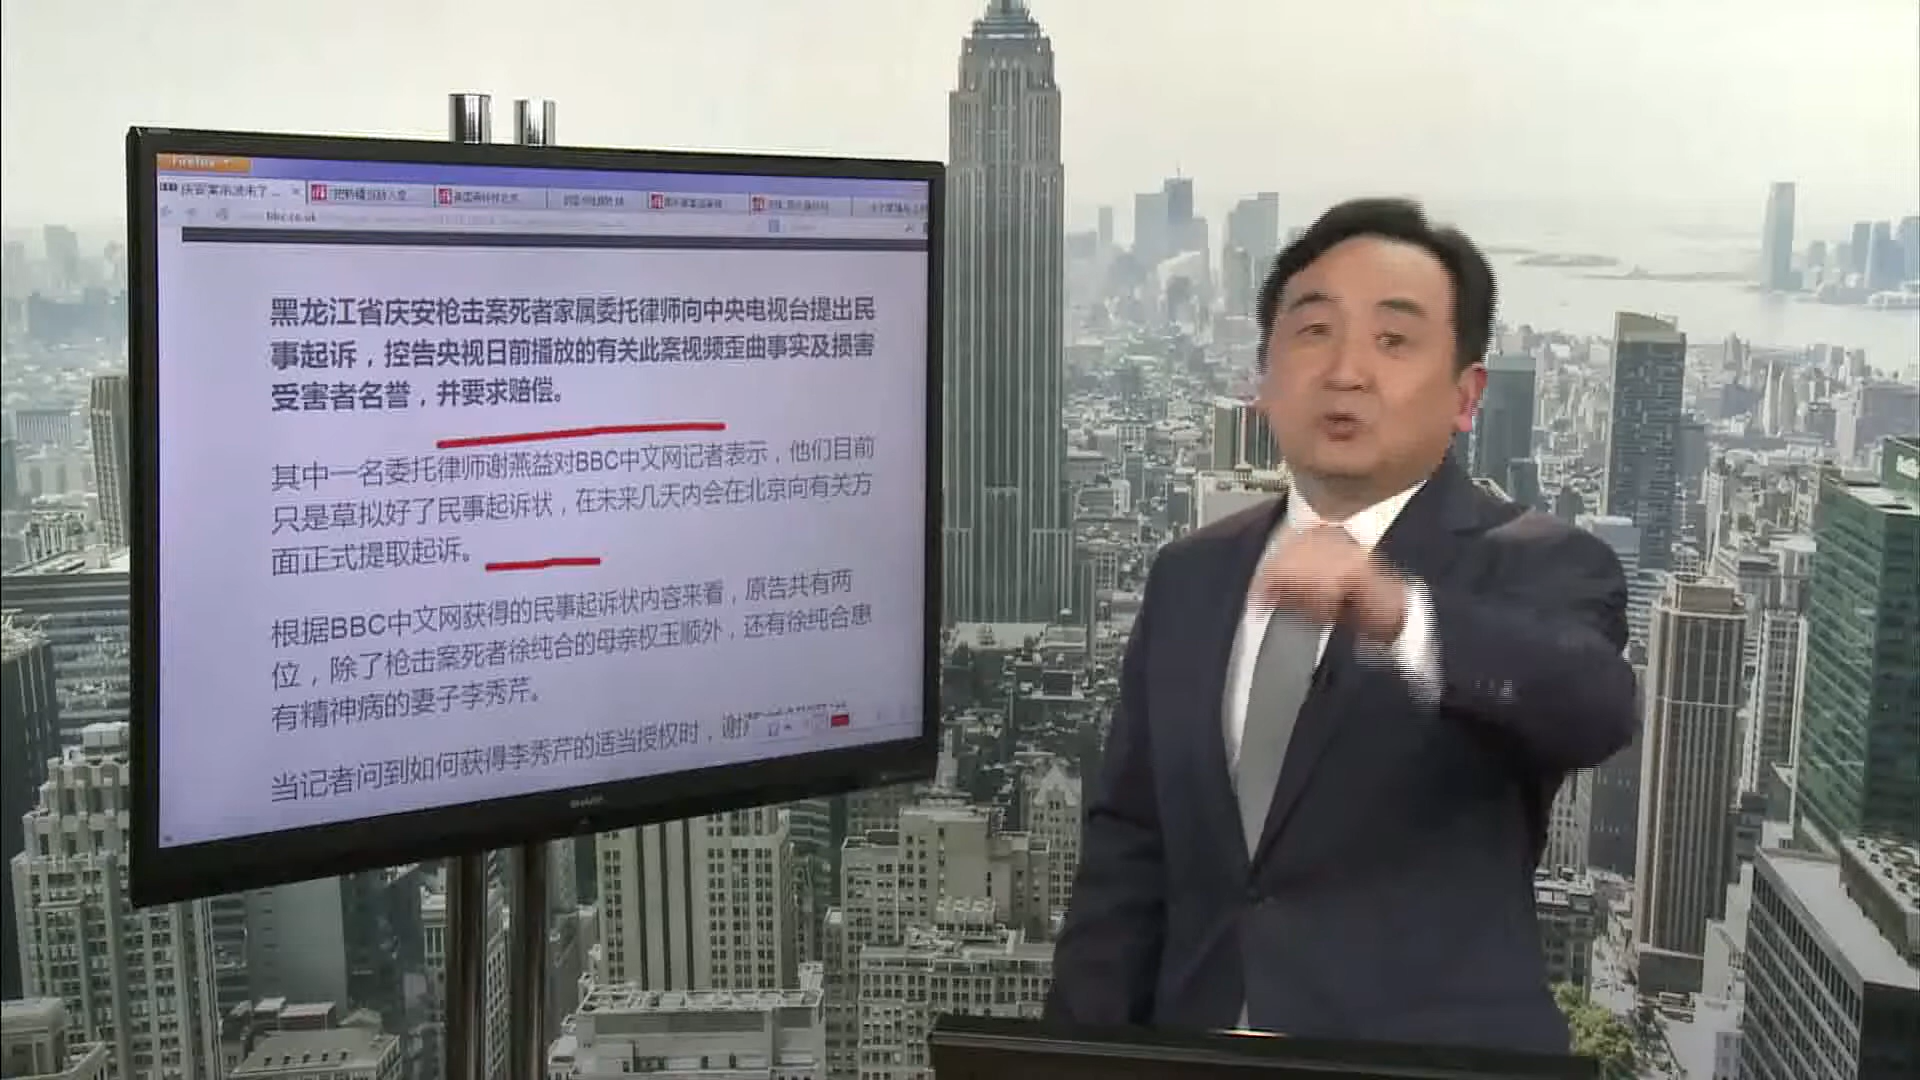 Firefox
bbc.co.uk
黑龙江省庆安枪击案死者家属委托律师向中央电视台提出民
事起诉，控告央视日前播放的有关此案视频歪曲事实及损害
受害者名誉，并要求赔偿。
其中一名委托律师谢燕益对BBC中文网记者表示，他们目前
只是草拟好了民事起诉状，在未来几天内会在北京向有关方
面正式提取起诉。
根据BBC中文网获得的民事起诉状内容来看，原告共有两
位，除了枪击案死者徐纯合的母亲权玉顺外，还有徐纯合患
有精神病的妻子李秀芹。
当记者问到如何获得李秀芹的适当授权时，谢
SHARP